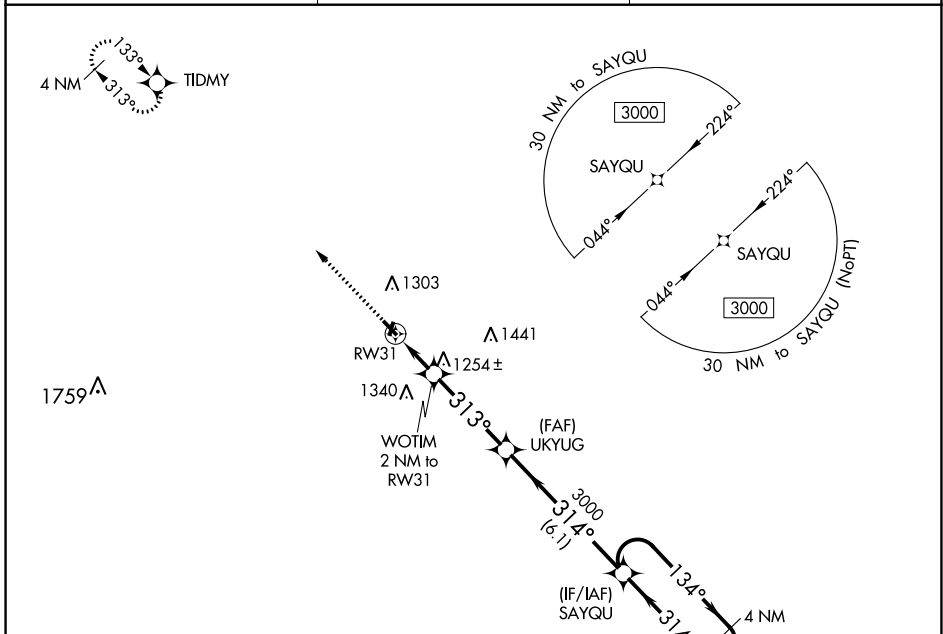 133°
4 NM
313°
TIDMY
30 NM to SAYQU
3000
224°
SAYQU
044°
224°
SAYQU
044°
3000
30 NM to SAYQU (NoPT)
1303
RW31
1441
1254 ±
1759
1340
313°
WOTIM
2 NM to
RW31
(FAF)
UKYUG
3000
314°
(6.1)
(IF/IAF)
SAYQU
134°
4 NM